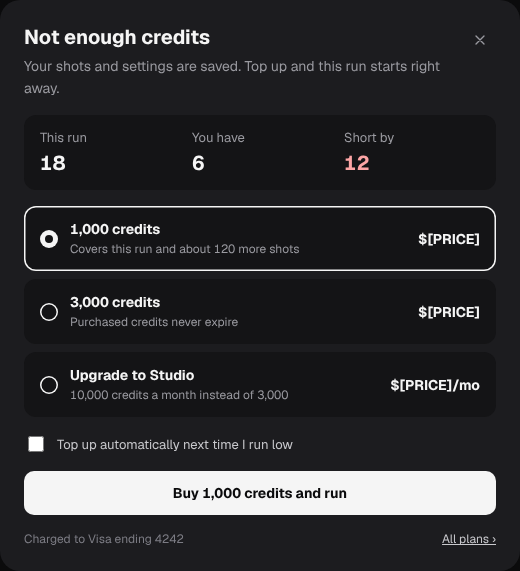 Not enough credits
Your shots and settings are saved. Top up and this run starts right
away.
This run
You have
Short by
18
6
12
1,000 credits
Covers this run and about 120 more shots
$[PRICE]
3,000 credits
Purchased credits never expire
$[PRICE]
Upgrade to Studio
10,000 credits a month instead of 3,000
$[PRICE]/mo
Top up automatically next time I run low
Buy 1,000 credits and run
Charged to Visa ending 4242
All plans ›